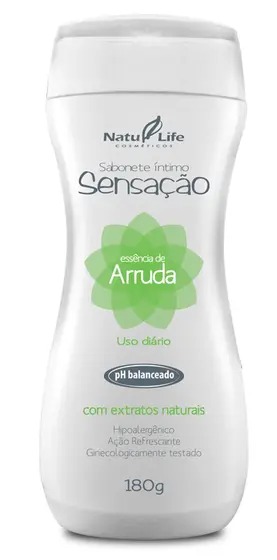 Natu Life
COSMÉTICOS
Sabonete íntimo
Sensação
essência de
Arruda
Uso diário
pH balanceado
com extratos naturais
Hipoalergênico
Ação Refrescante
Ginecologicamente testado
180g